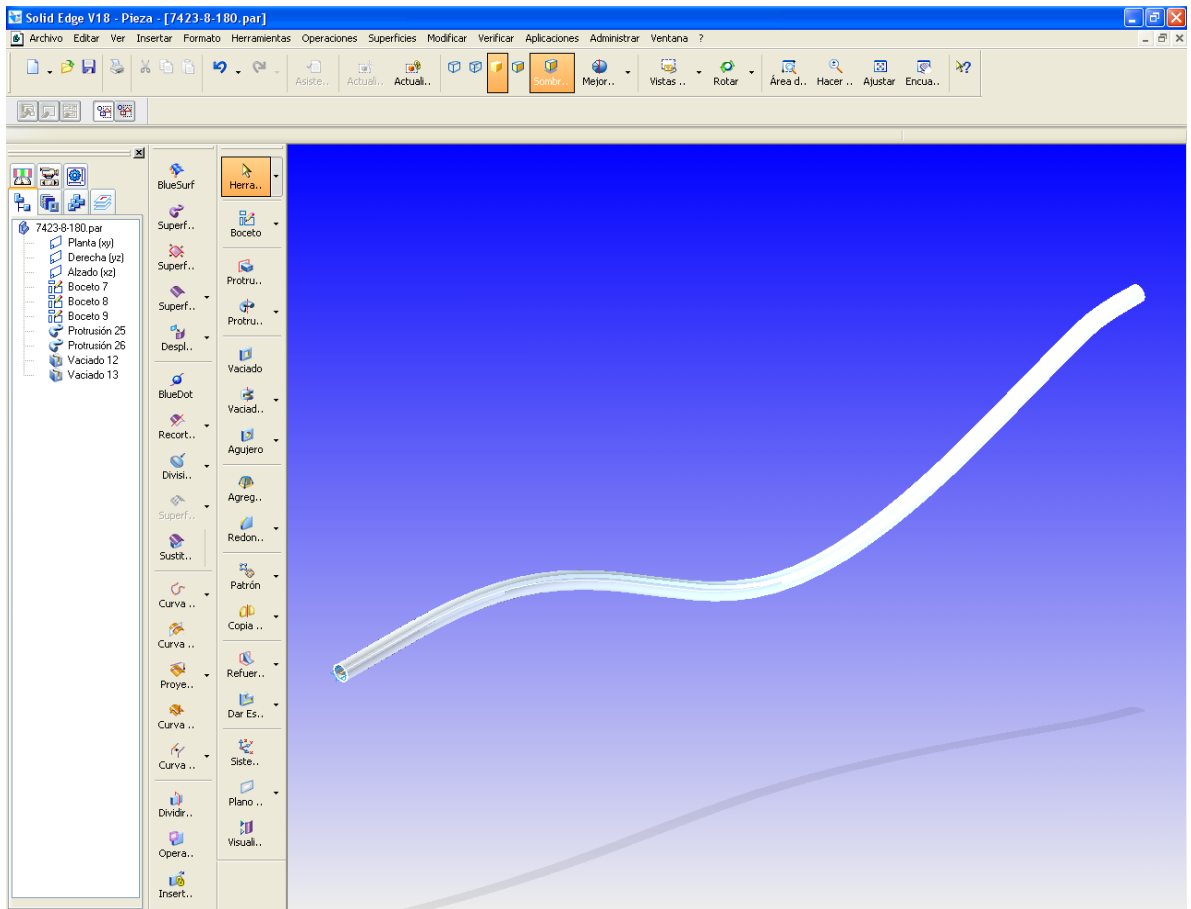 Solid Edge V18 - Pieza - [7423-8-180.par]
Archivo Editar Ver Insertar Formato Herramientas Operaciones Superficies Modificar Verificar Aplicaciones Administrar Ventana ?
Asiste.. Actuali.. Actuali.. Sombr.. Mejor.. Vistas .. Rotar Área d.. Hacer .. Ajustar Encua..
7423-8-180.par
Planta (xy)
Derecha (yz)
Alzado (xz)
Boceto 7
Boceto 8
Boceto 9
Protrusión 25
Protrusión 26
Vaciado 12
Vaciado 13
BlueSurf
Superf..
Superf..
Superf..
Despl..
BlueDot
Recort..
Divisi..
Superf..
Sustit..
Curva ..
Curva ..
Proye..
Curva ..
Curva ..
Dividir..
Opera..
Insert..
Herra..
Boceto
Protru..
Protru..
Vaciado
Vaciad..
Agujero
Agreg..
Redon..
Patrón
Copia ..
Refuer..
Dar Es..
Siste..
Plano ..
Visuali..